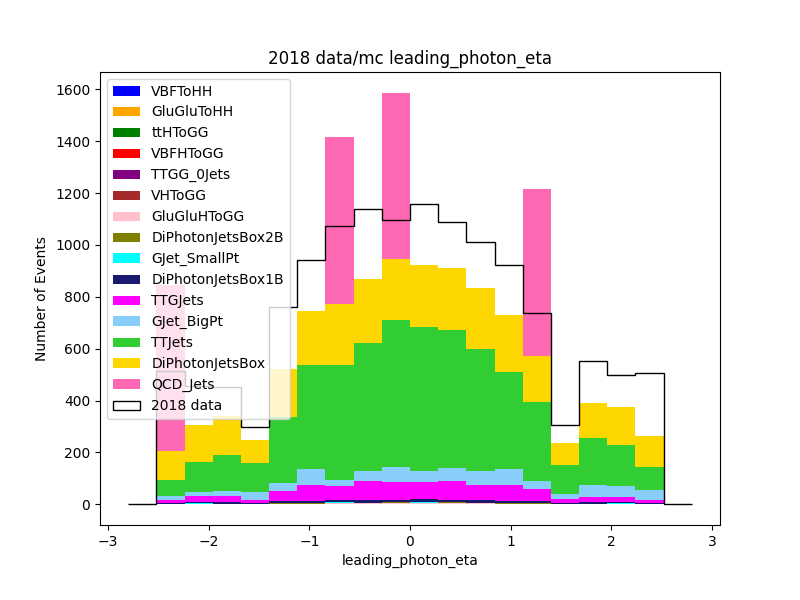 2018 data/mc leading_photon_eta
Number of Events
1600
1400
1200
1000
800
600
400
200
0
VBFToHH
GluGluToHH
ttHToGG
VBFHToGG
TTGG_0Jets
VHToGG
GluGluHToGG
DiPhotonJetsBox2B
GJet_SmallPt
DiPhotonJetsBox1B
TTGJets
GJet_BigPt
TTJets
DiPhotonJetsBox
QCD_Jets
2018 data
−3 −2 −1 0 1 2 3
leading_photon_eta